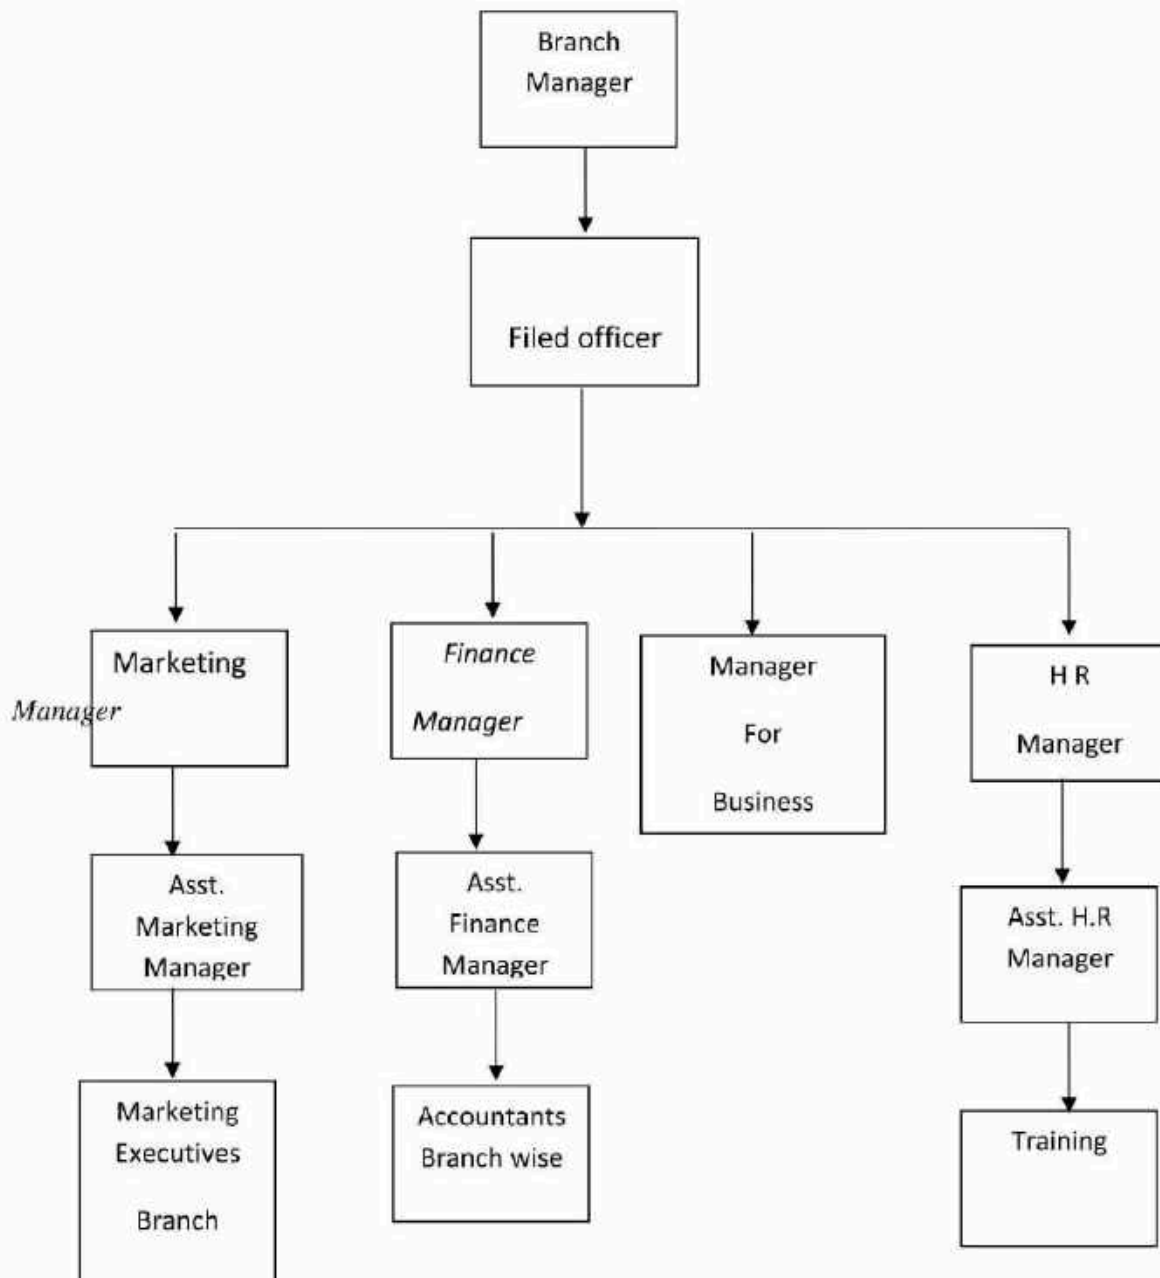 Branch
Manager
Filed officer
Marketing
Manager
Finance
Manager
Manager
For
Business
H R
Manager
Asst.
Marketing
Manager
Asst.
Finance
Manager
Asst. H.R
Manager
Marketing
Executives
Branch
Accountants
Branch wise
Training